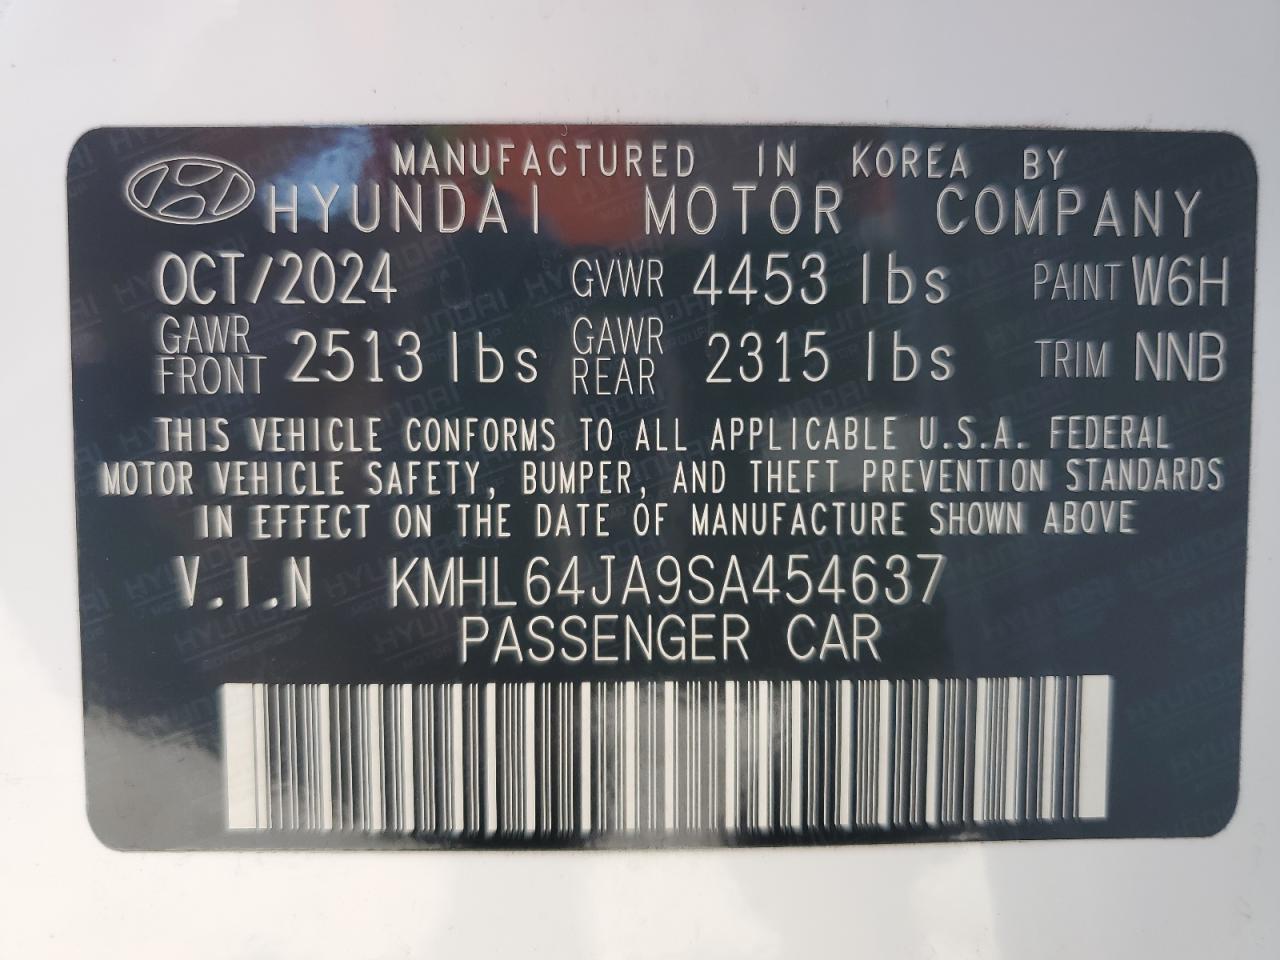 MANUFACTURED IN KOREA BY
HYUNDAI MOTOR COMPANY
OCT/2024 GVWR 4453 lbs PAINT W6H
GAWR FRONT 2513 lbs GAWR REAR 2315 lbs TRIM NNB
THIS VEHICLE CONFORMS TO ALL APPLICABLE U.S.A. FEDERAL
MOTOR VEHICLE SAFETY, BUMPER, AND THEFT PREVENTION STANDARDS
IN EFFECT ON THE DATE OF MANUFACTURE SHOWN ABOVE
V.I.N KMHL64JA9SA454637
PASSENGER CAR